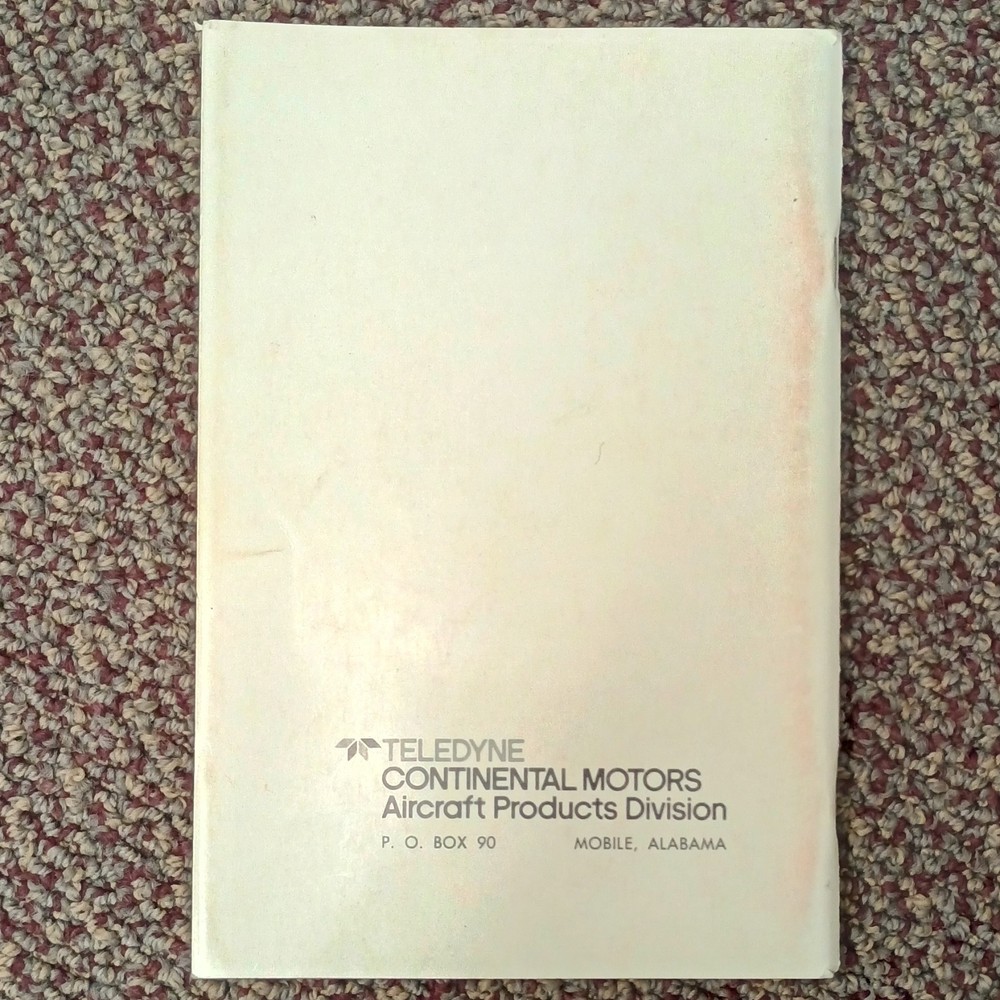 TELEDYNE
CONTINENTAL MOTORS
Aircraft Products Division
P. O. BOX 90 MOBILE, ALABAMA